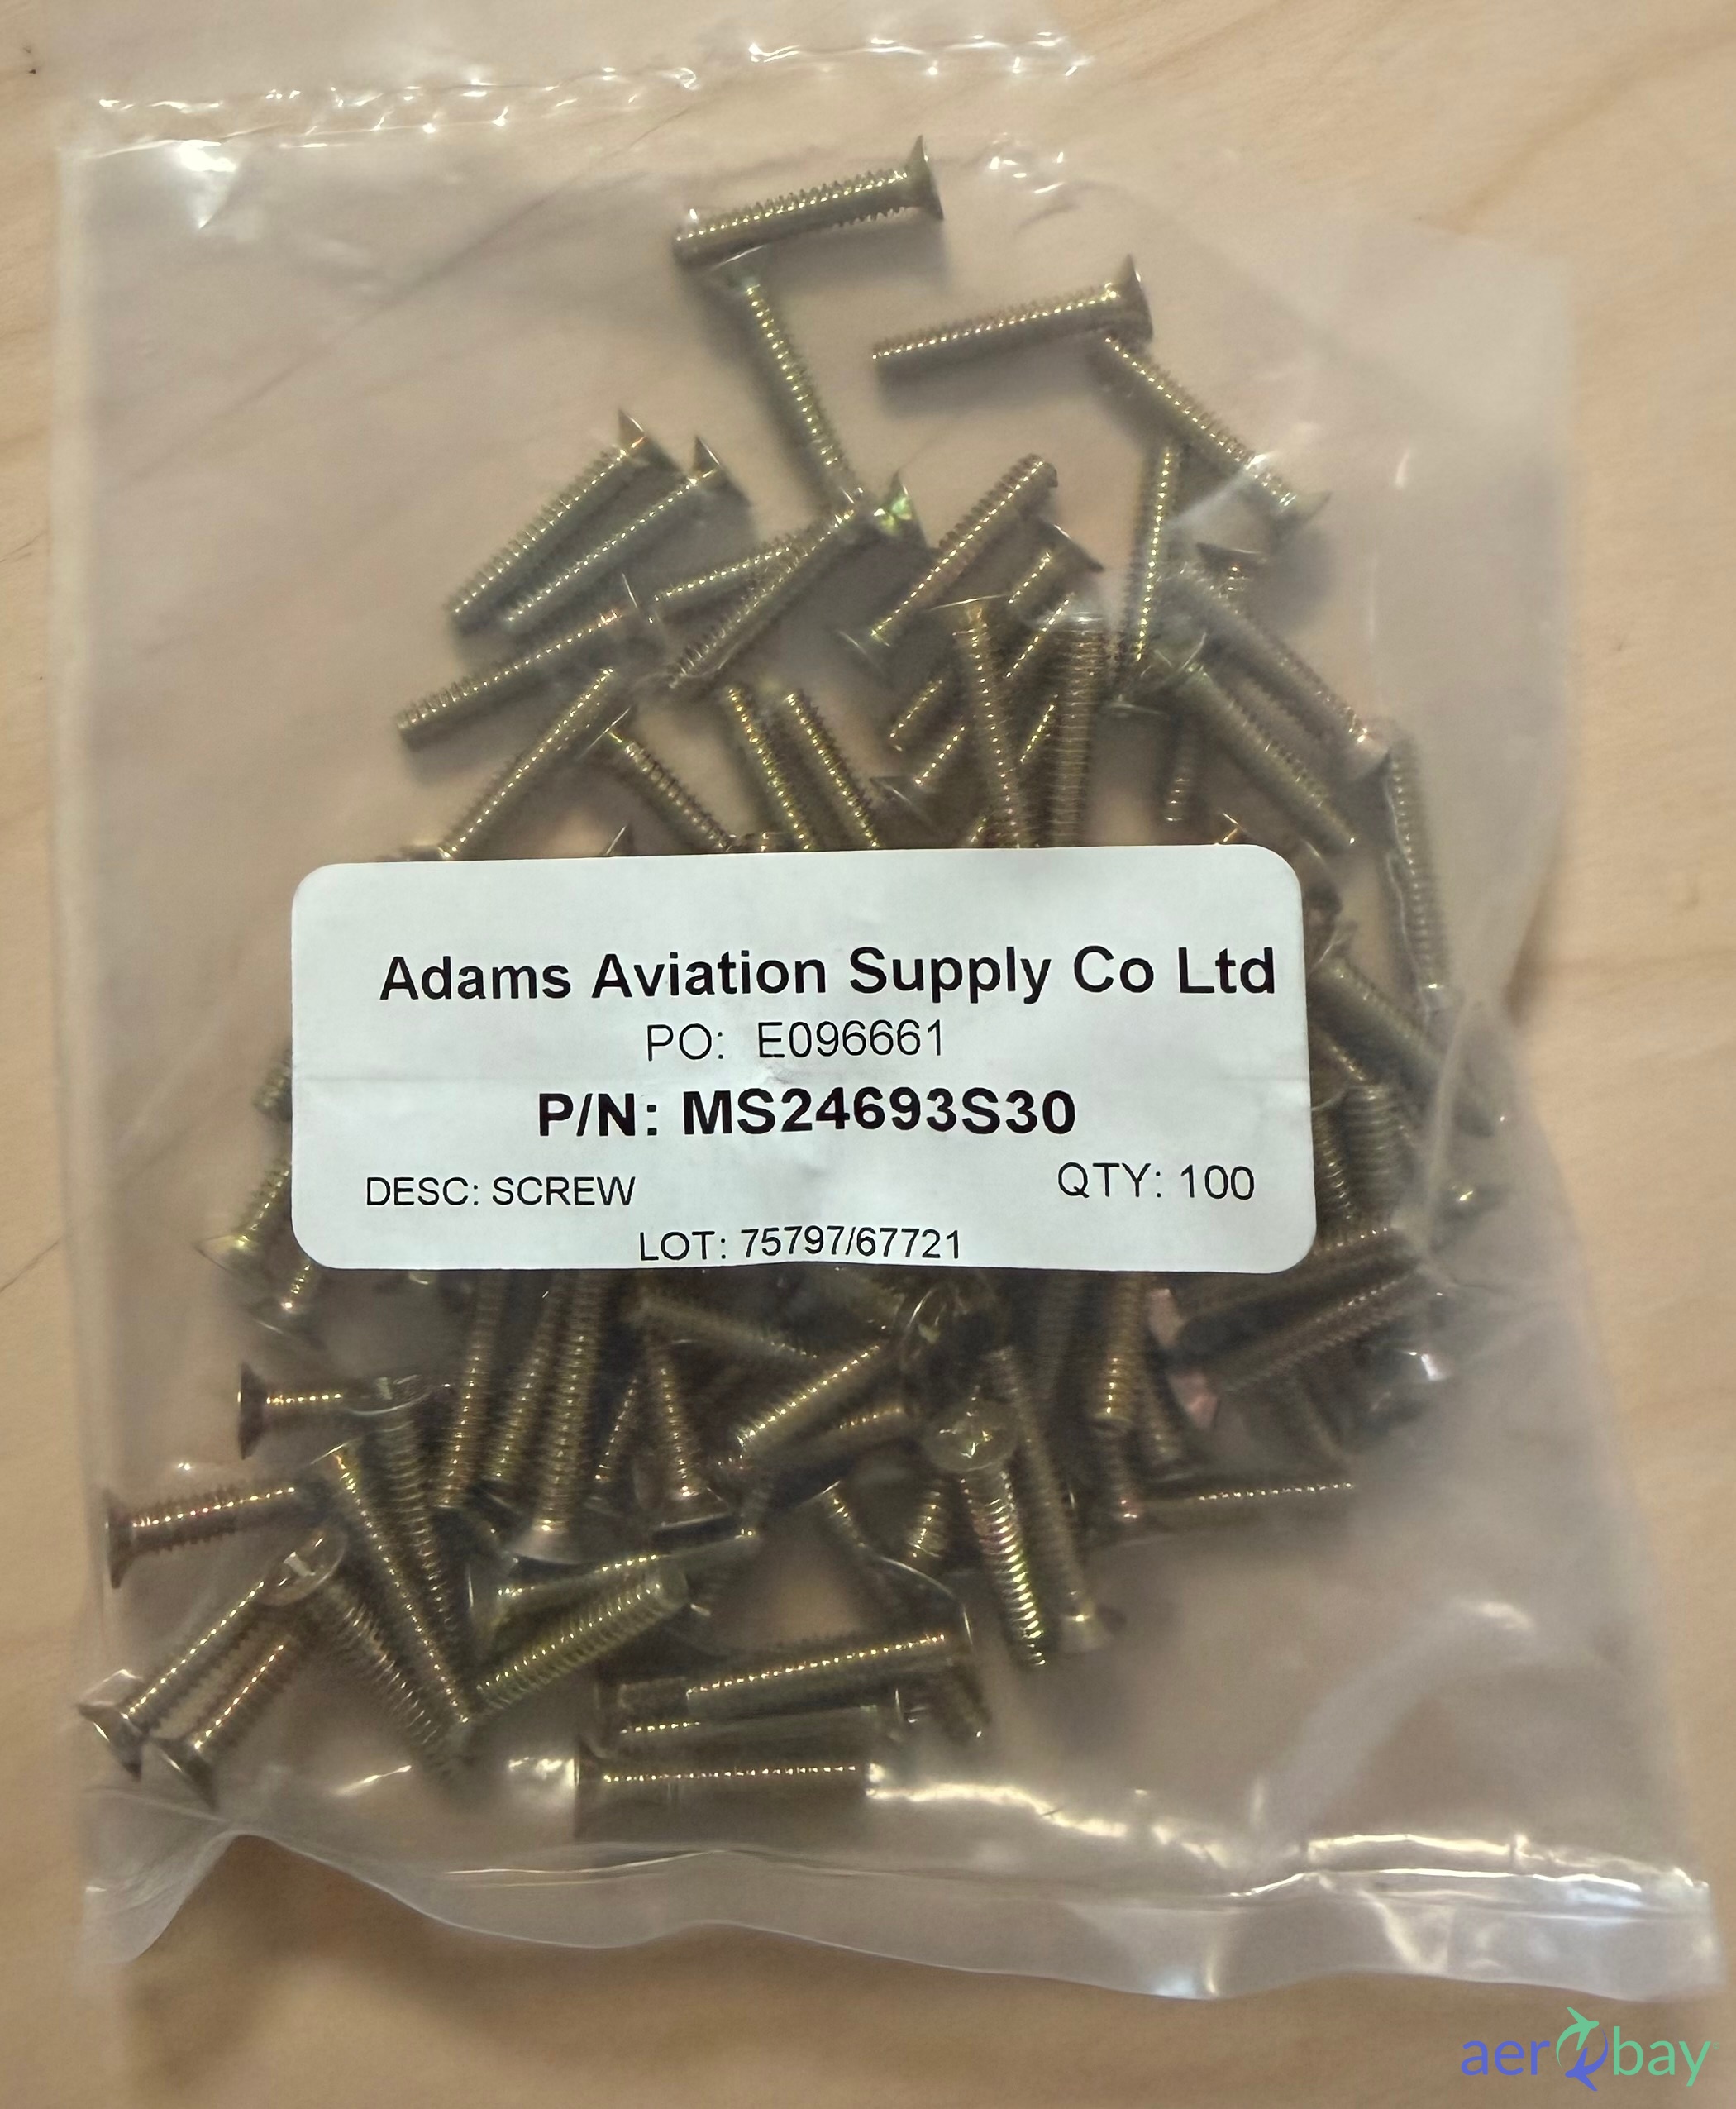 Adams Aviation Supply Co Ltd
PO: E096661
P/N: MS24693S30
DESC: SCREW QTY: 100
LOT: 75797/67721
aerobay